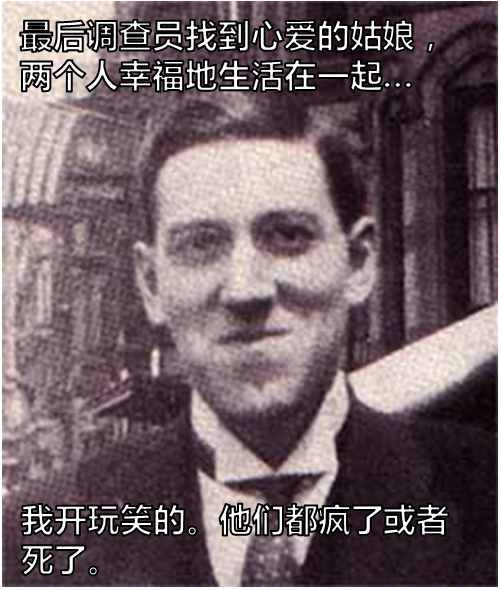 最后调查员找到心爱的姑娘，
两个人幸福地生活在一起...
我开玩笑的。他们都疯了或者
死了。